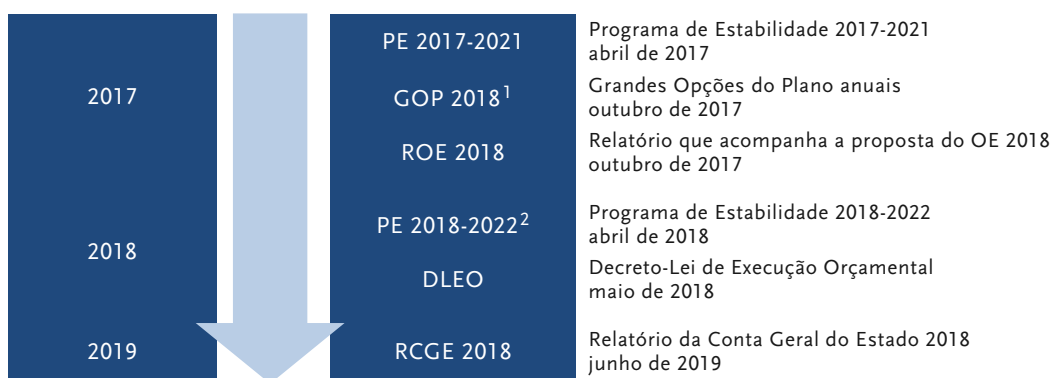 2017
PE 2017-2021
Programa de Estabilidade 2017-2021
abril de 2017
GOP 2018¹
Grandes Opções do Plano anuais
outubro de 2017
ROE 2018
Relatório que acompanha a proposta do OE 2018
outubro de 2017
2018
PE 2018-2022²
Programa de Estabilidade 2018-2022
abril de 2018
DLEO
Decreto-Lei de Execução Orçamental
maio de 2018
2019
RCGE 2018
Relatório da Conta Geral do Estado 2018
junho de 2019